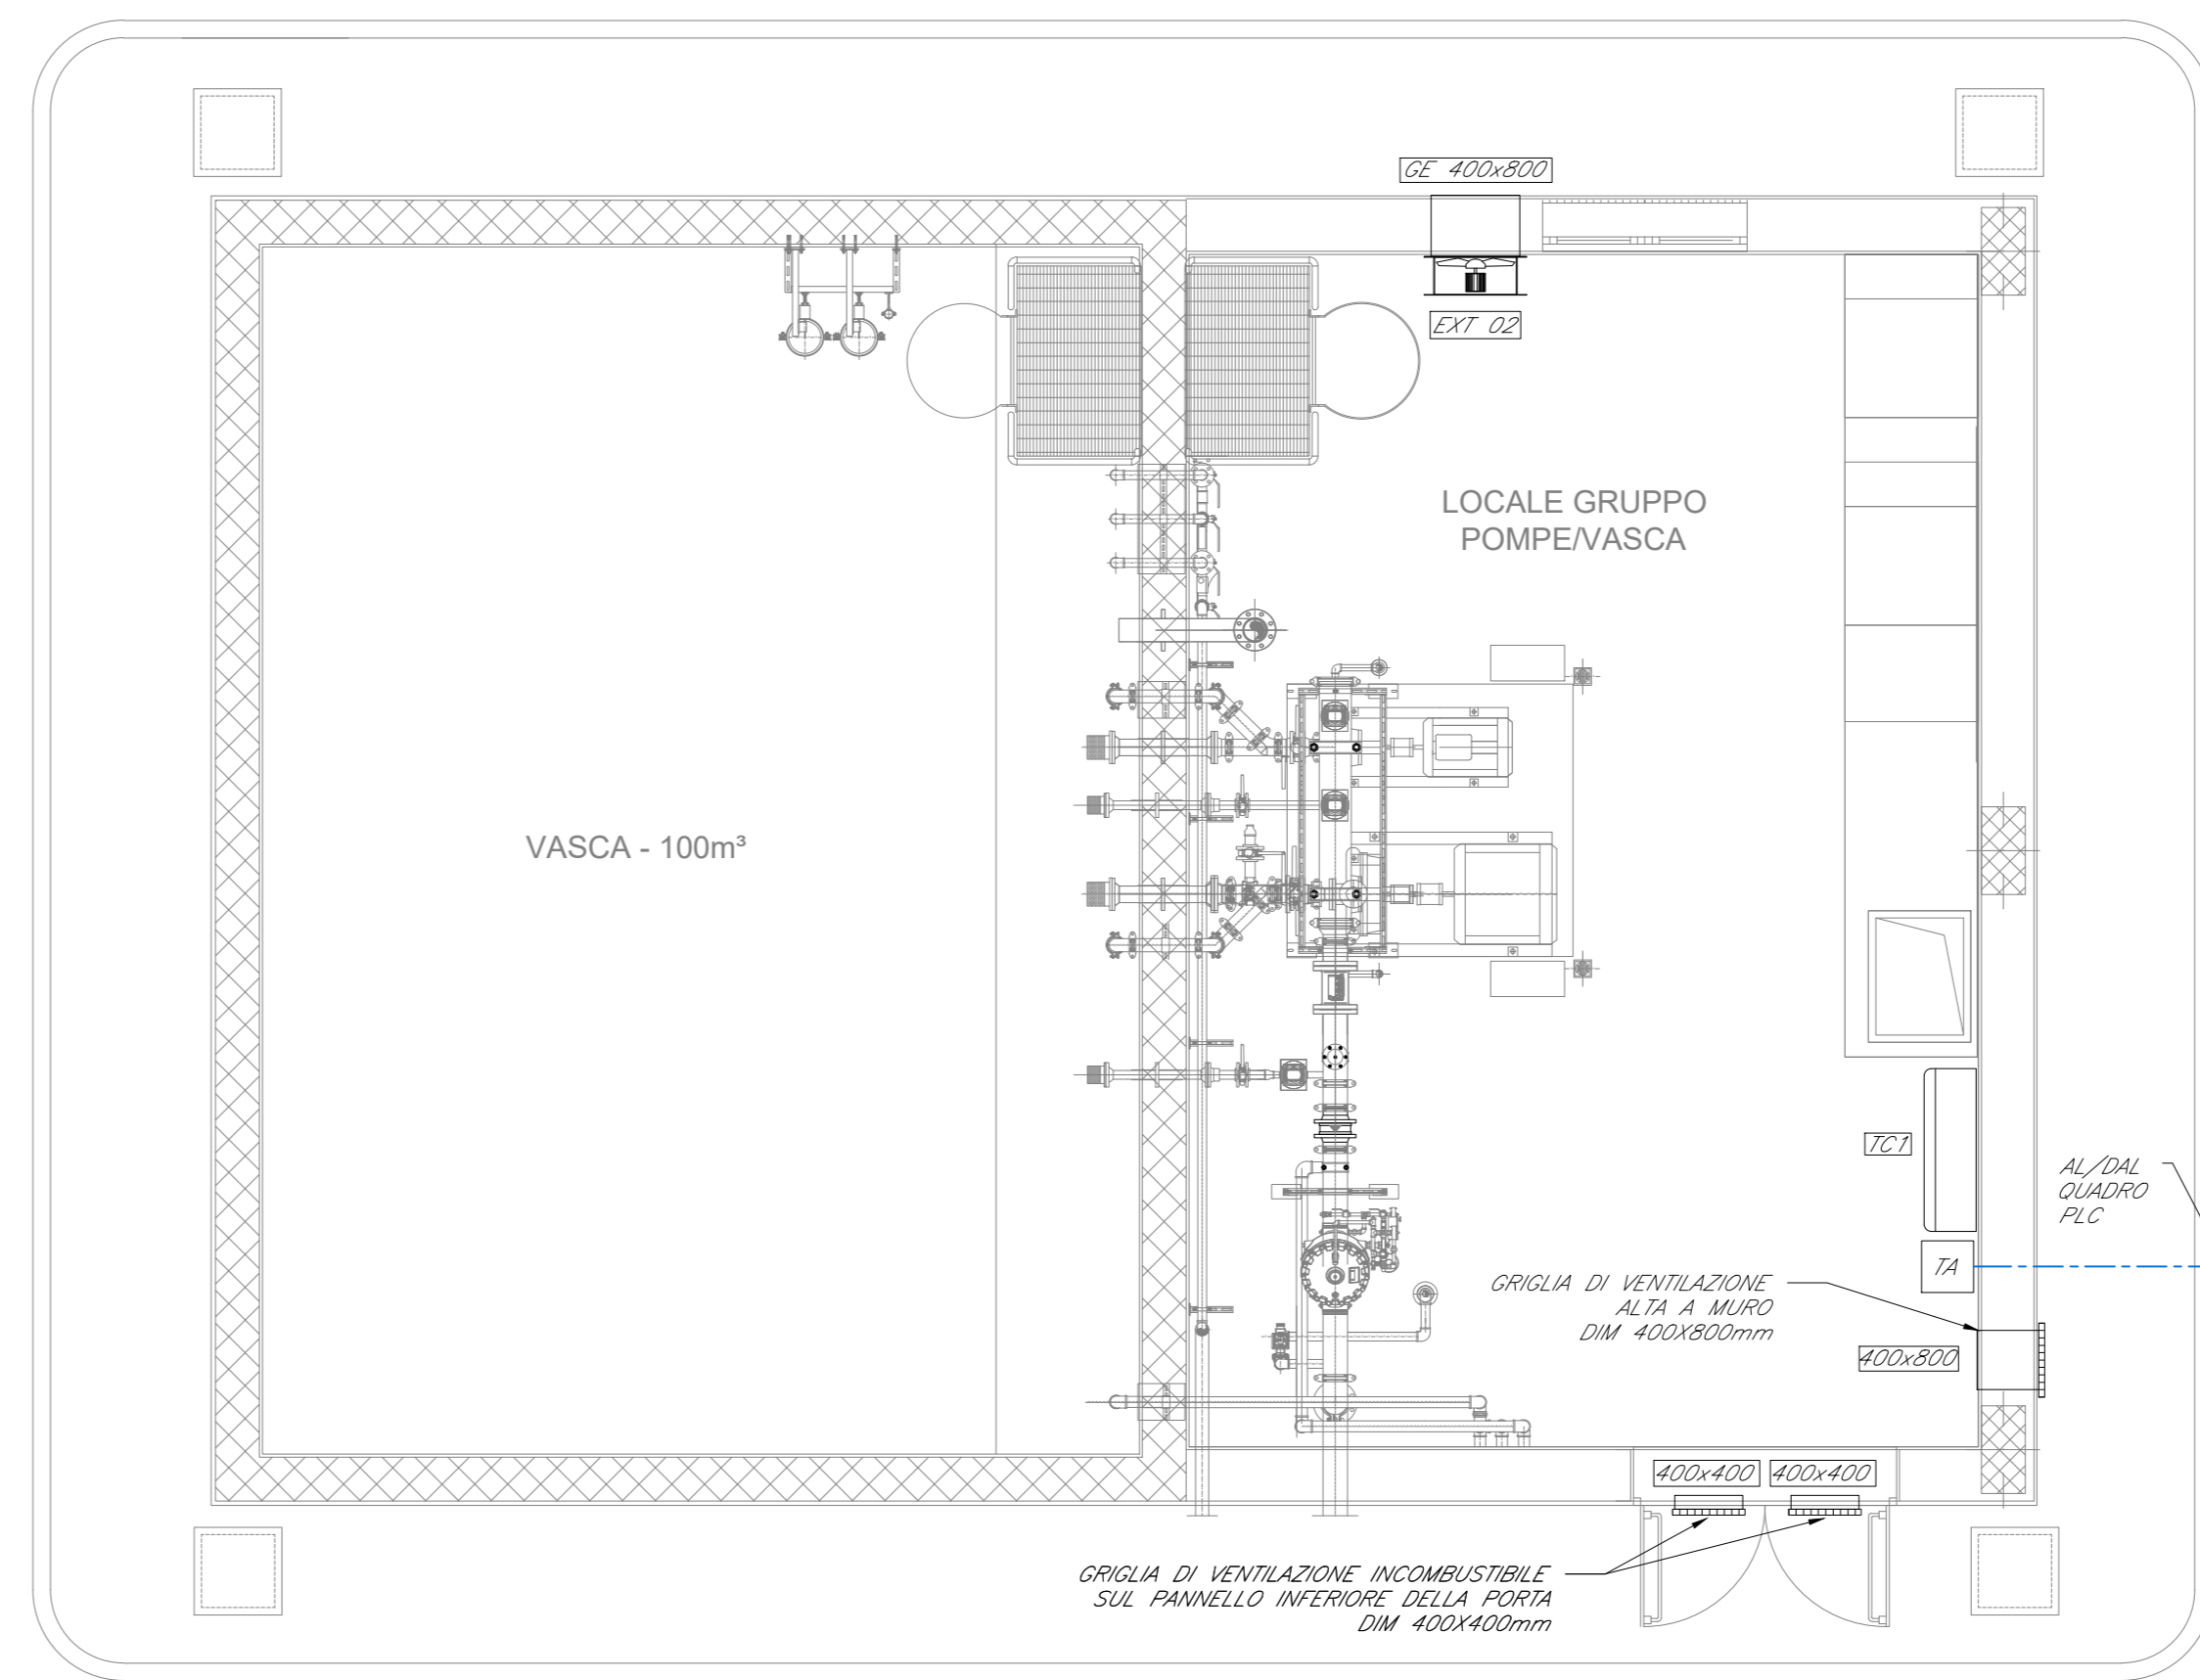 GE 400x800
EXT 02
LOCALE GRUPPO
POMPE/VASCA
VASCA - 100m³
TC1
AL/DAL
QUADRO
PLC
TA
GRIGLIA DI VENTILAZIONE
ALTA A MURO
DIM 400X800mm
400x800
400x400
400x400
GRIGLIA DI VENTILAZIONE INCOMBUSTIBILE
SUL PANNELLO INFERIORE DELLA PORTA
DIM 400X400mm